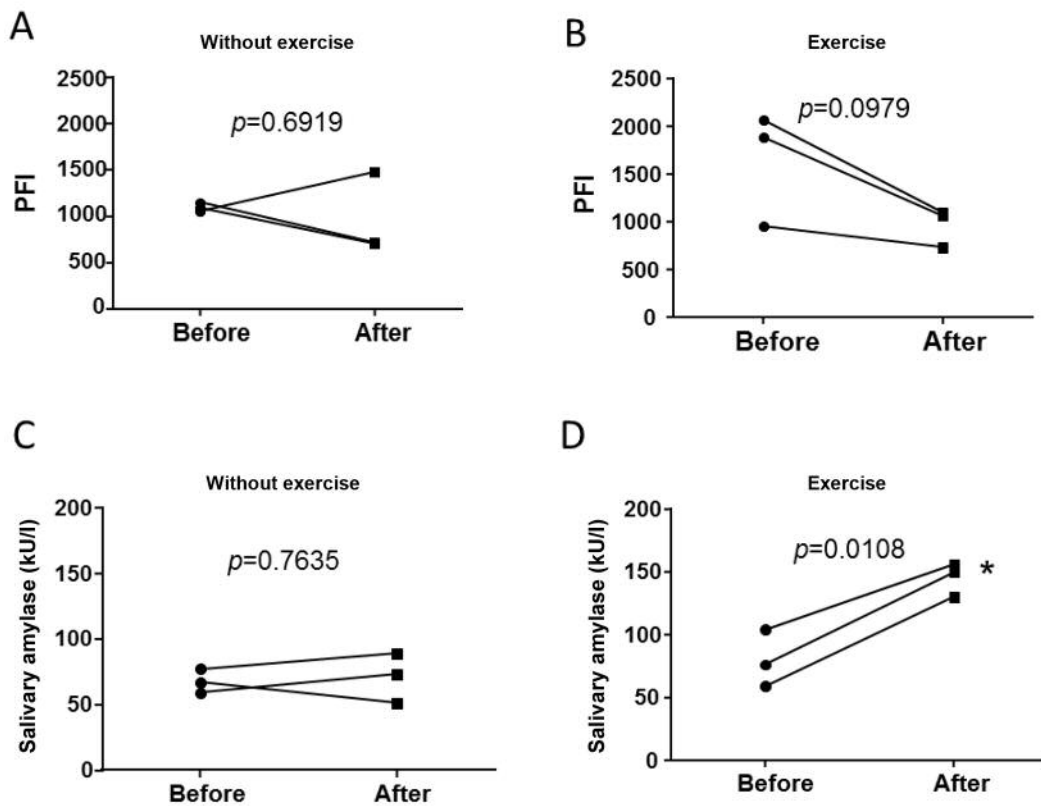 A
Without exercise
PFI
2500
2000
1500
1000
500
0
p=0.6919
Before After
B
Exercise
PFI
2500
2000
1500
1000
500
0
p=0.0979
Before After
C
Without exercise
Salivary amylase (kU/l)
200
150
100
50
0
p=0.7635
Before After
D
Exercise
Salivary amylase (kU/l)
200
150
100
50
0
p=0.0108
*
Before After